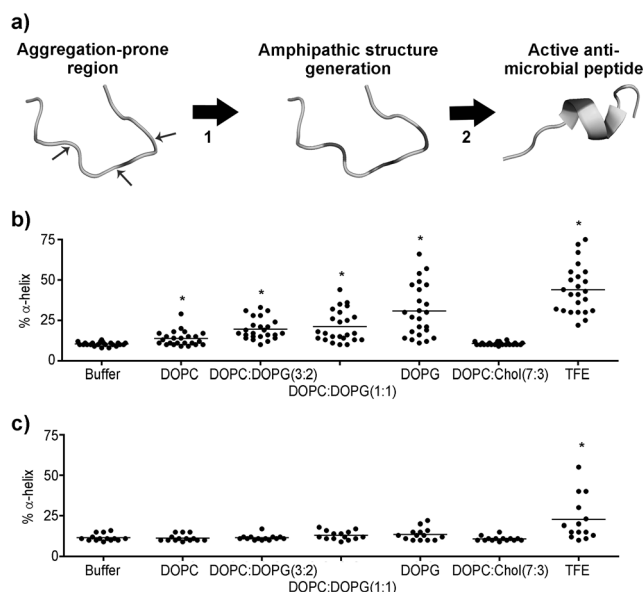 a)
Aggregation-prone
region
Amphipathic structure
generation
Active anti-
microbial peptide
1
2
b)
% α-helix
75
50
25
0
* * * * *
Buffer DOPC DOPC:DOPG(3:2) DOPG DOPC:Chol(7:3) TFE
DOPC:DOPG(1:1)
c)
% α-helix
75
50
25
0
*
Buffer DOPC DOPC:DOPG(3:2) DOPG DOPC:Chol(7:3) TFE
DOPC:DOPG(1:1)